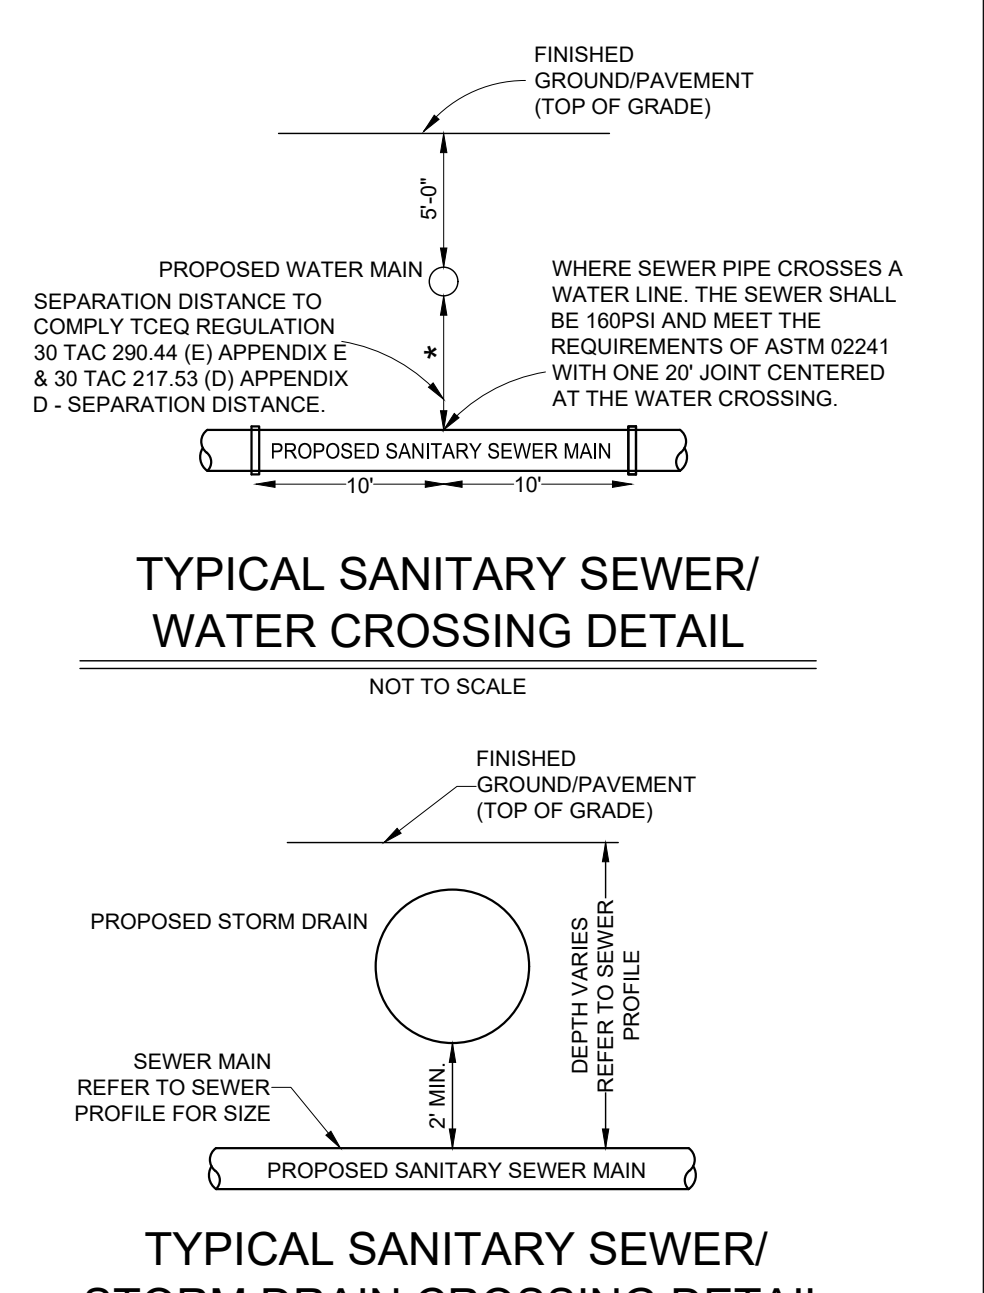 FINISHED
GROUND/PAVEMENT
(TOP OF GRADE)
5'-0"
PROPOSED WATER MAIN
SEPARATION DISTANCE TO
COMPLY TCEQ REGULATION
30 TAC 290.44 (E) APPENDIX E
& 30 TAC 217.53 (D) APPENDIX
D - SEPARATION DISTANCE.
*
WHERE SEWER PIPE CROSSES A
WATER LINE. THE SEWER SHALL
BE 160PSI AND MEET THE
REQUIREMENTS OF ASTM 02241
WITH ONE 20' JOINT CENTERED
AT THE WATER CROSSING.
PROPOSED SANITARY SEWER MAIN
10'
10'
TYPICAL SANITARY SEWER/
WATER CROSSING DETAIL
NOT TO SCALE
FINISHED
GROUND/PAVEMENT
(TOP OF GRADE)
PROPOSED STORM DRAIN
DEPTH VARIES
REFER TO SEWER
PROFILE
SEWER MAIN
REFER TO SEWER
PROFILE FOR SIZE
2' MIN.
PROPOSED SANITARY SEWER MAIN
TYPICAL SANITARY SEWER/
STORM DRAIN CROSSING DETAIL